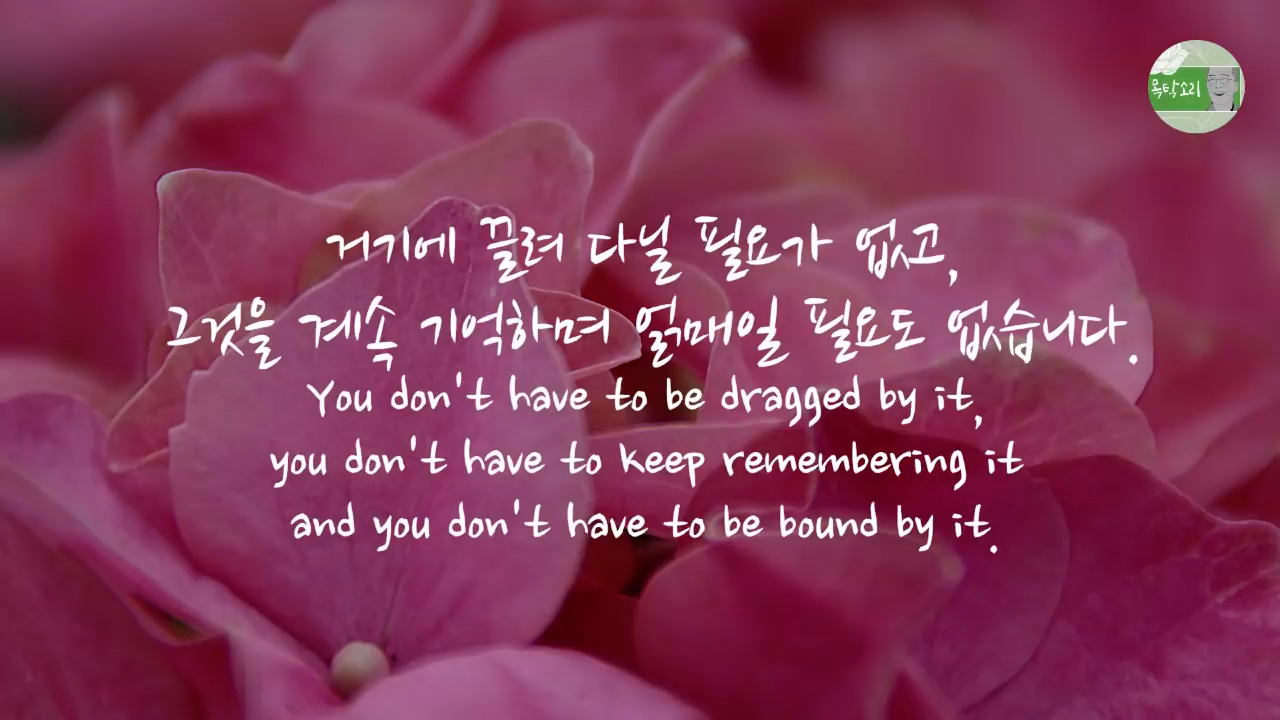 목탁소리
거기에 끌려 다닐 필요가 없고,
그것을 계속 기억하며 얽매일 필요도 없습니다.
You don't have to be dragged by it,
you don't have to keep remembering it
and you don't have to be bound by it.